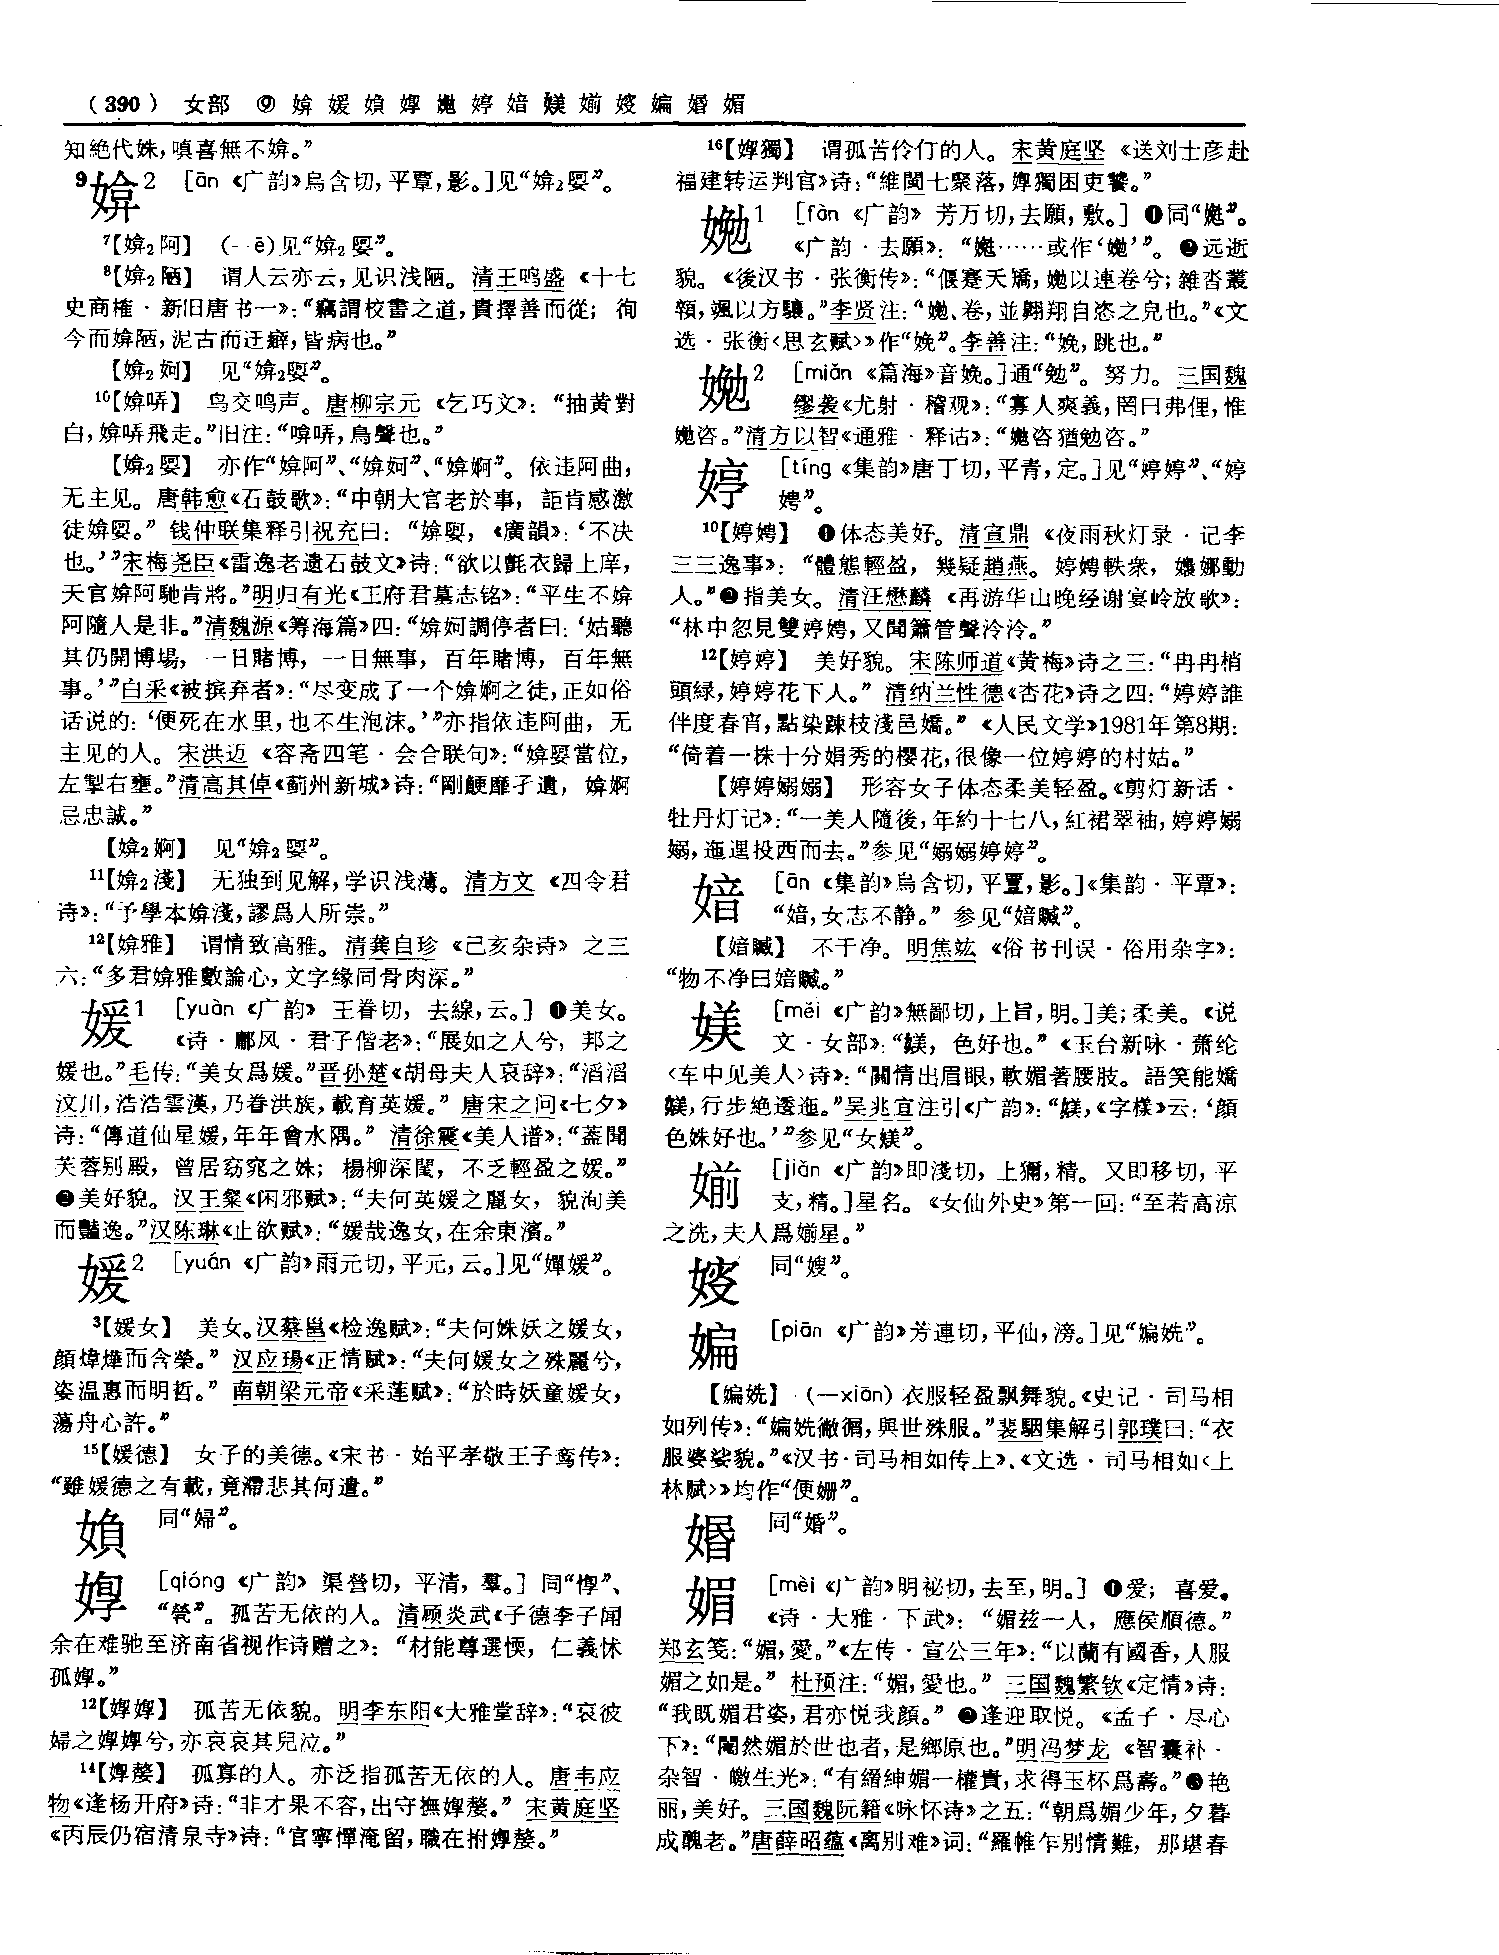 （390） 女部 ⑨ 媕 媛 媍 㛮 㜀 婷 媕 媄 媊 㛮 媥 㛰 媚
知絶代姝，嗔喜無不媕。”
⁹媕2 ［ān《广韵》烏含切，平覃，影。］见“媕₂娿”。
⁷【媕₂阿】 （- ē）见“媕₂娿”。
⁸【媕₂陋】 谓人云亦云，见识浅陋。清王鸣盛《十七
史商榷·新旧唐书一》：“竊謂校書之道，貴擇善而從；徇
今而媕陋，泥古而迂癖，皆病也。”
【媕₂妸】 见“媕₂娿”。
¹⁰【媕哢】 鸟交鸣声。唐柳宗元《乞巧文》：“抽黄對
白，媕哢飛走。”旧注：“唵哢，鳥聲也。”
【媕₂娿】 亦作“媕阿”、“媕妸”、“媕婀”。依违阿曲，
无主见。唐韩愈《石鼓歌》：“中朝大官老於事，詎肯感激
徒媕娿。”钱仲联集释引祝充曰：“媕娿，《廣韻》：‘不决
也。’”宋梅尧臣《雷逸老遗石鼓文》诗：“欲以氈衣歸上庠，
天官媕阿駝肯將。”明归有光《王府君墓志铭》：“平生不媕
阿隨人是非。”清魏源《筹海篇》四：“媕妸調停者曰：‘姑聽
其仍開博場，一日賭博，一日無事，百年賭博，百年無
事。’”白采《被摈弃者》：“尽变成了一个媕婀之徒，正如俗
话说的：‘便死在水里，也不生泡沫。’”亦指依违阿曲，无
主见的人。宋洪迈《容斋四笔·会合联句》：“媕娿當位，
左掣右壅。”清高其倬《蓟州新城》诗：“剛鯁靡孑遺，媕婀
忌忠誠。”
【媕₂婀】 见“媕₂娿”。
¹¹【媕₂淺】 无独到见解，学识浅薄。清方文《四令君
诗》：“予學本媕淺，謬爲人所崇。”
¹²【媕雅】 谓情致高雅。清龚自珍《己亥杂诗》之三
六：“多君媕雅數論心，文字缘同骨肉深。”
媛1 ［yuàn《广韵》王眷切，去線，云。］❶美女。
《诗·鄘风·君子偕老》：“展如之人兮，邦之
媛也。”毛传：“美女爲媛。”晋孙楚《胡母夫人哀辞》：“滔滔
汶川，浩浩雲漢，乃眷洪族，載育英媛。”唐宋之问《七夕》
诗：“傳道仙星媛，年年會水隅。”清徐震《美人谱》：“蓋聞
芙蓉别殿，曾居窈窕之姝；楊柳深閨，不乏輕盈之媛。”
❷美好貌。汉王粲《闲邪赋》：“夫何英媛之麗女，貌洵美
而豔逸。”汉陈琳《止欲赋》：“媛哉逸女，在余東濱。”
媛2 ［yuán《广韵》雨元切，平元，云。］见“嬋媛”。
³【媛女】 美女。汉蔡邕《检逸赋》：“夫何姝妖之媛女，
顔煒燁而含榮。”汉应玚《正情赋》：“夫何媛女之殊麗兮，
姿温惠而明哲。”南朝梁元帝《采莲赋》：“於時妖童媛女，
蕩舟心許。”
¹⁵【媛德】 女子的美德。《宋书·始平孝敬王子鸾传》：
“雖媛德之有載，竟滯悲其何遣。”
媍 同“婦”。
㛮 ［qióng《广韵》渠營切，平清，羣。］同“惸”、
“煢”。孤苦无依的人。清顾炎武《子德李子闻
余在难驰至济南省视作诗赠之》：“材能尊選愞，仁義怵
孤㛮。”
¹²【㛮㛮】 孤苦无依貌。明李东阳《大雅堂辞》：“哀彼
婦之㛮㛮兮，亦哀哀其兒泣。”
¹⁴【㛮嫠】 孤寡的人。亦泛指孤苦无依的人。唐韦应
物《逢杨开府》诗：“非才果不容，出守撫㛮嫠。”宋黄庭坚
《丙辰仍宿清泉寺》诗：“官寧憚淹留，職在拊㛮嫠。”
¹⁶【㛮獨】 谓孤苦伶仃的人。宋黄庭坚《送刘士彦赴
福建转运判官》诗：“維閩七聚落，㛮獨困吏饕。”
㜀1 ［fàn《广韵》芳万切，去願，敷。］❶同“嬔”。
《广韵·去願》：“嬔……或作‘㜀’”。❷远逝
貌。《後汉书·张衡传》：“偃蹇夭矯，㜀以連卷兮；雜沓叢
顇，颯以方驤。”李贤注：“㜀、卷，並翱翔自恣之皃也。”《文
选·张衡〈思玄赋〉》作“娩”。李善注：“娩，跳也。”
㜀2 ［miǎn《篇海》音娩。］通“勉”。努力。三国魏
缪袭《尤射·稽观》：“寡人爽義，罔曰弗俚，惟
㜀咨。”清方以智《通雅·释诂》：“㜀咨猶勉咨。”
婷 ［tíng《集韵》唐丁切，平青，定。］见“婷婷”、“婷
娉”。
¹⁰【婷娉】 ❶体态美好。清宣鼎《夜雨秋灯录·记李
三三逸事》：“體態輕盈，幾疑趙燕。婷娉軼衆，嬝娜動
人。”❷指美女。清汪懋麟《再游华山晚经谢宴岭放歌》：
“林中忽見雙婷娉，又聞簫管聲泠泠。”
¹²【婷婷】 美好貌。宋陈师道《黄梅》诗之三：“冉冉梢
頭緑，婷婷花下人。”清纳兰性德《杏花》诗之四：“婷婷誰
伴度春宵，點染疎枝淺邑嬌。”《人民文学》1981年第8期：
“倚着一株十分娟秀的樱花，很像一位婷婷的村姑。”
【婷婷嫋嫋】 形容女子体态柔美轻盈。《剪灯新话·
牡丹灯记》：“一美人隨後，年約十七八，紅裙翠袖，婷婷嫋
嫋，迤逗投西而去。”参见“嫋嫋婷婷”。
㛺 ［ān《集韵》烏含切，平覃，影。］《集韵·平覃》：
“㛺，女志不静。”参见“㛺贓”。
【㛺贓】 不干净。明焦竑《俗书刊误·俗用杂字》：
“物不净曰㛺贓。”
媄 ［měi《广韵》無鄙切，上旨，明。］美；柔美。《说
文·女部》：“媄，色好也。”《玉台新咏·萧纶
〈车中见美人〉诗》：“關情出眉眼，軟媚著腰肢。語笑能嬌
媄，行步絶逶迤。”吴兆宜注引《广韵》：“媄，《字樣》云：‘顔
色姝好也。’”参见“女媄”。
媊 ［jiǎn《广韵》即淺切，上獮，精。又即移切，平
支，精。］星名。《女仙外史》第一回：“至若高涼
之洗，夫人爲媊星。”
㛮 同“嫂”。
媥 ［piān《广韵》芳連切，平仙，滂。］见“媥姺”。
【媥姺】 （—xiān）衣服轻盈飘舞貌。《史记·司马相
如列传》：“媥姺徶㣯，與世殊服。”裴駰集解引郭璞曰：“衣
服婆娑貌。”《汉书·司马相如传上》、《文选·司马相如〈上
林赋〉》均作“便姗”。
㛰 同“婚”。
媚 ［mèi《广韵》明祕切，去至，明。］❶爱；喜爱。
《诗·大雅·下武》：“媚兹一人，應侯順德。”
郑玄笺：“媚，愛。”《左传·宣公三年》：“以蘭有國香，人服
媚之如是。”杜预注：“媚，愛也。”三国魏繁钦《定情》诗：
“我既媚君姿，君亦悦我顔。”❷逢迎取悦。《孟子·尽心
下》：“閹然媚於世也者，是鄉原也。”明冯梦龙《智囊补·
杂智·皦生光》：“有縉紳媚一權貴，求得玉杯爲壽。”❸艳
丽，美好。三国魏阮籍《咏怀诗》之五：“朝爲媚少年，夕暮
成醜老。”唐薛昭蕴《离别难》词：“羅帷乍别情難，那堪春